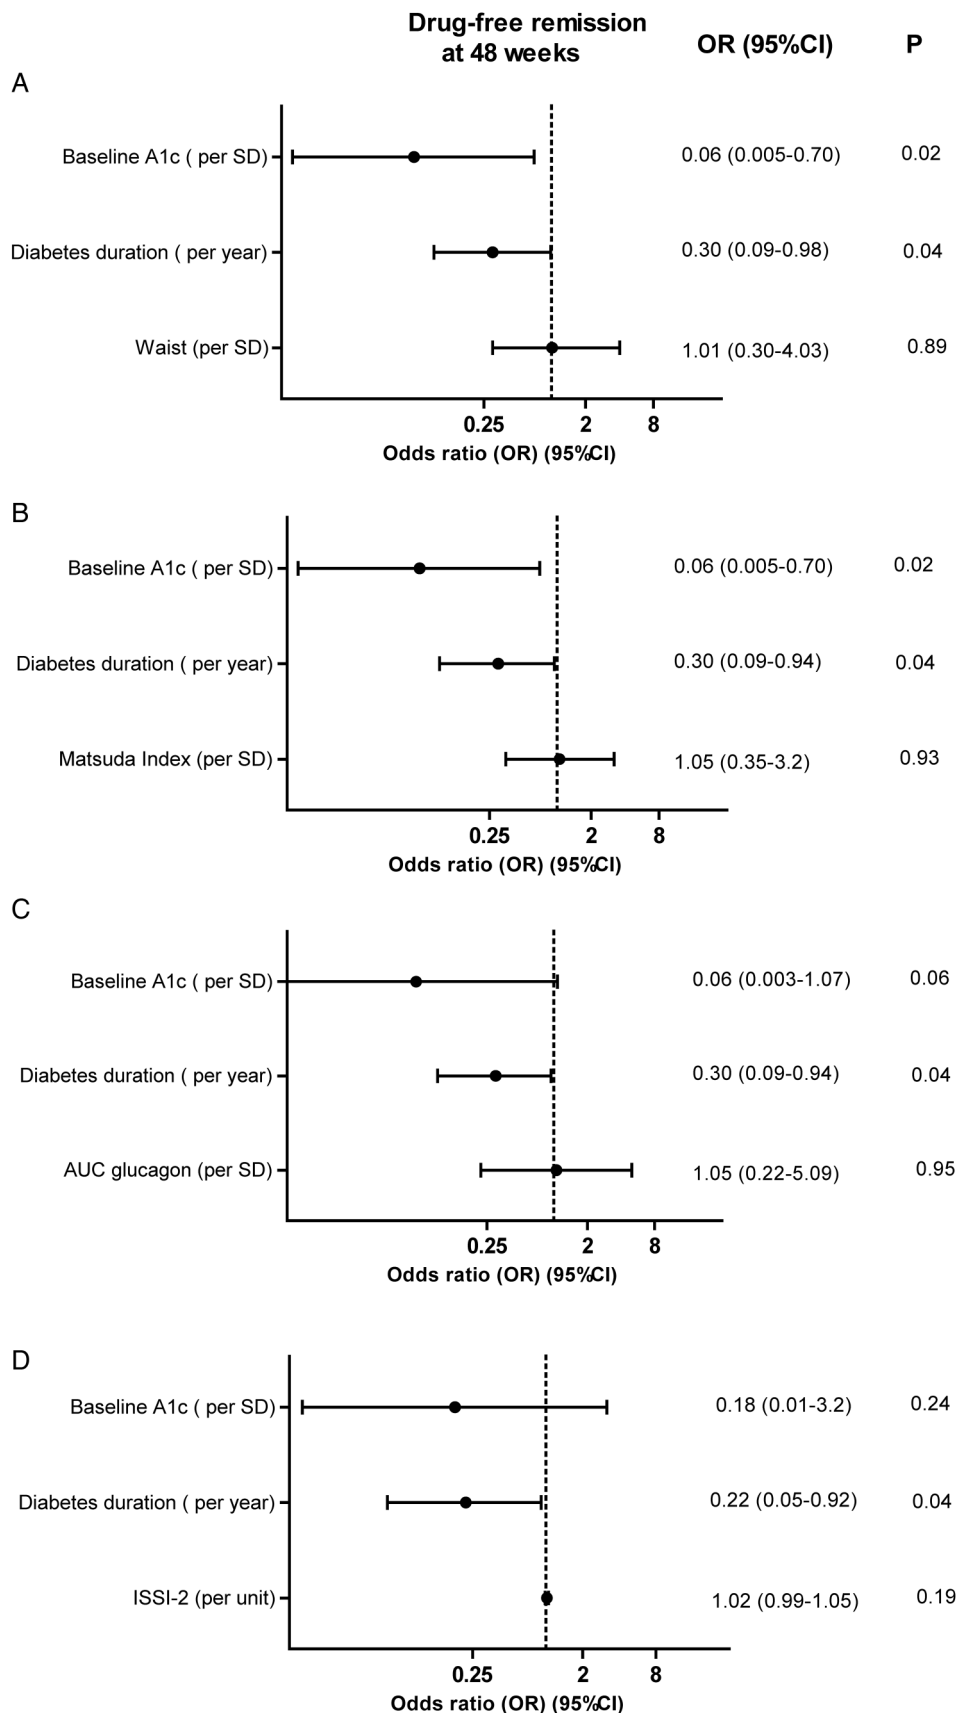 Drug-free remission
at 48 weeks
OR (95%CI)
P
A
Baseline A1c ( per SD)
0.06 (0.005-0.70)
0.02
Diabetes duration ( per year)
0.30 (0.09-0.98)
0.04
Waist (per SD)
1.01 (0.30-4.03)
0.89
0.25 2 8
Odds ratio (OR) (95%CI)
B
Baseline A1c ( per SD)
0.06 (0.005-0.70)
0.02
Diabetes duration ( per year)
0.30 (0.09-0.94)
0.04
Matsuda Index (per SD)
1.05 (0.35-3.2)
0.93
0.25 2 8
Odds ratio (OR) (95%CI)
C
Baseline A1c ( per SD)
0.06 (0.003-1.07)
0.06
Diabetes duration ( per year)
0.30 (0.09-0.94)
0.04
AUC glucagon (per SD)
1.05 (0.22-5.09)
0.95
0.25 2 8
Odds ratio (OR) (95%CI)
D
Baseline A1c ( per SD)
0.18 (0.01-3.2)
0.24
Diabetes duration ( per year)
0.22 (0.05-0.92)
0.04
ISSI-2 (per unit)
1.02 (0.99-1.05)
0.19
0.25 2 8
Odds ratio (OR) (95%CI)